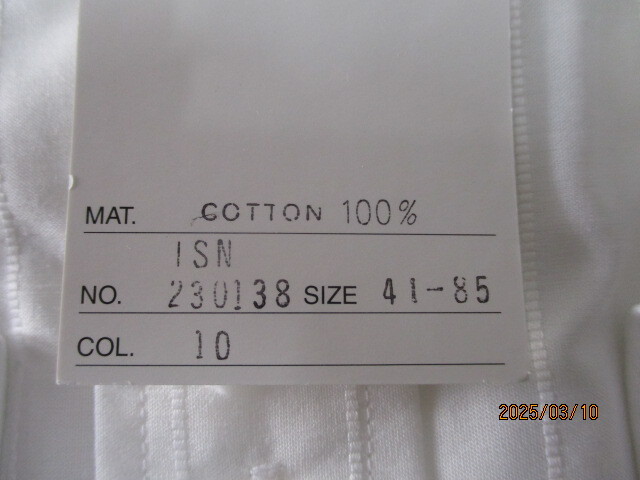 MAT. COTTON 100%
ISN
NO. 230138 SIZE 41-85
COL. 10
2025/03/10